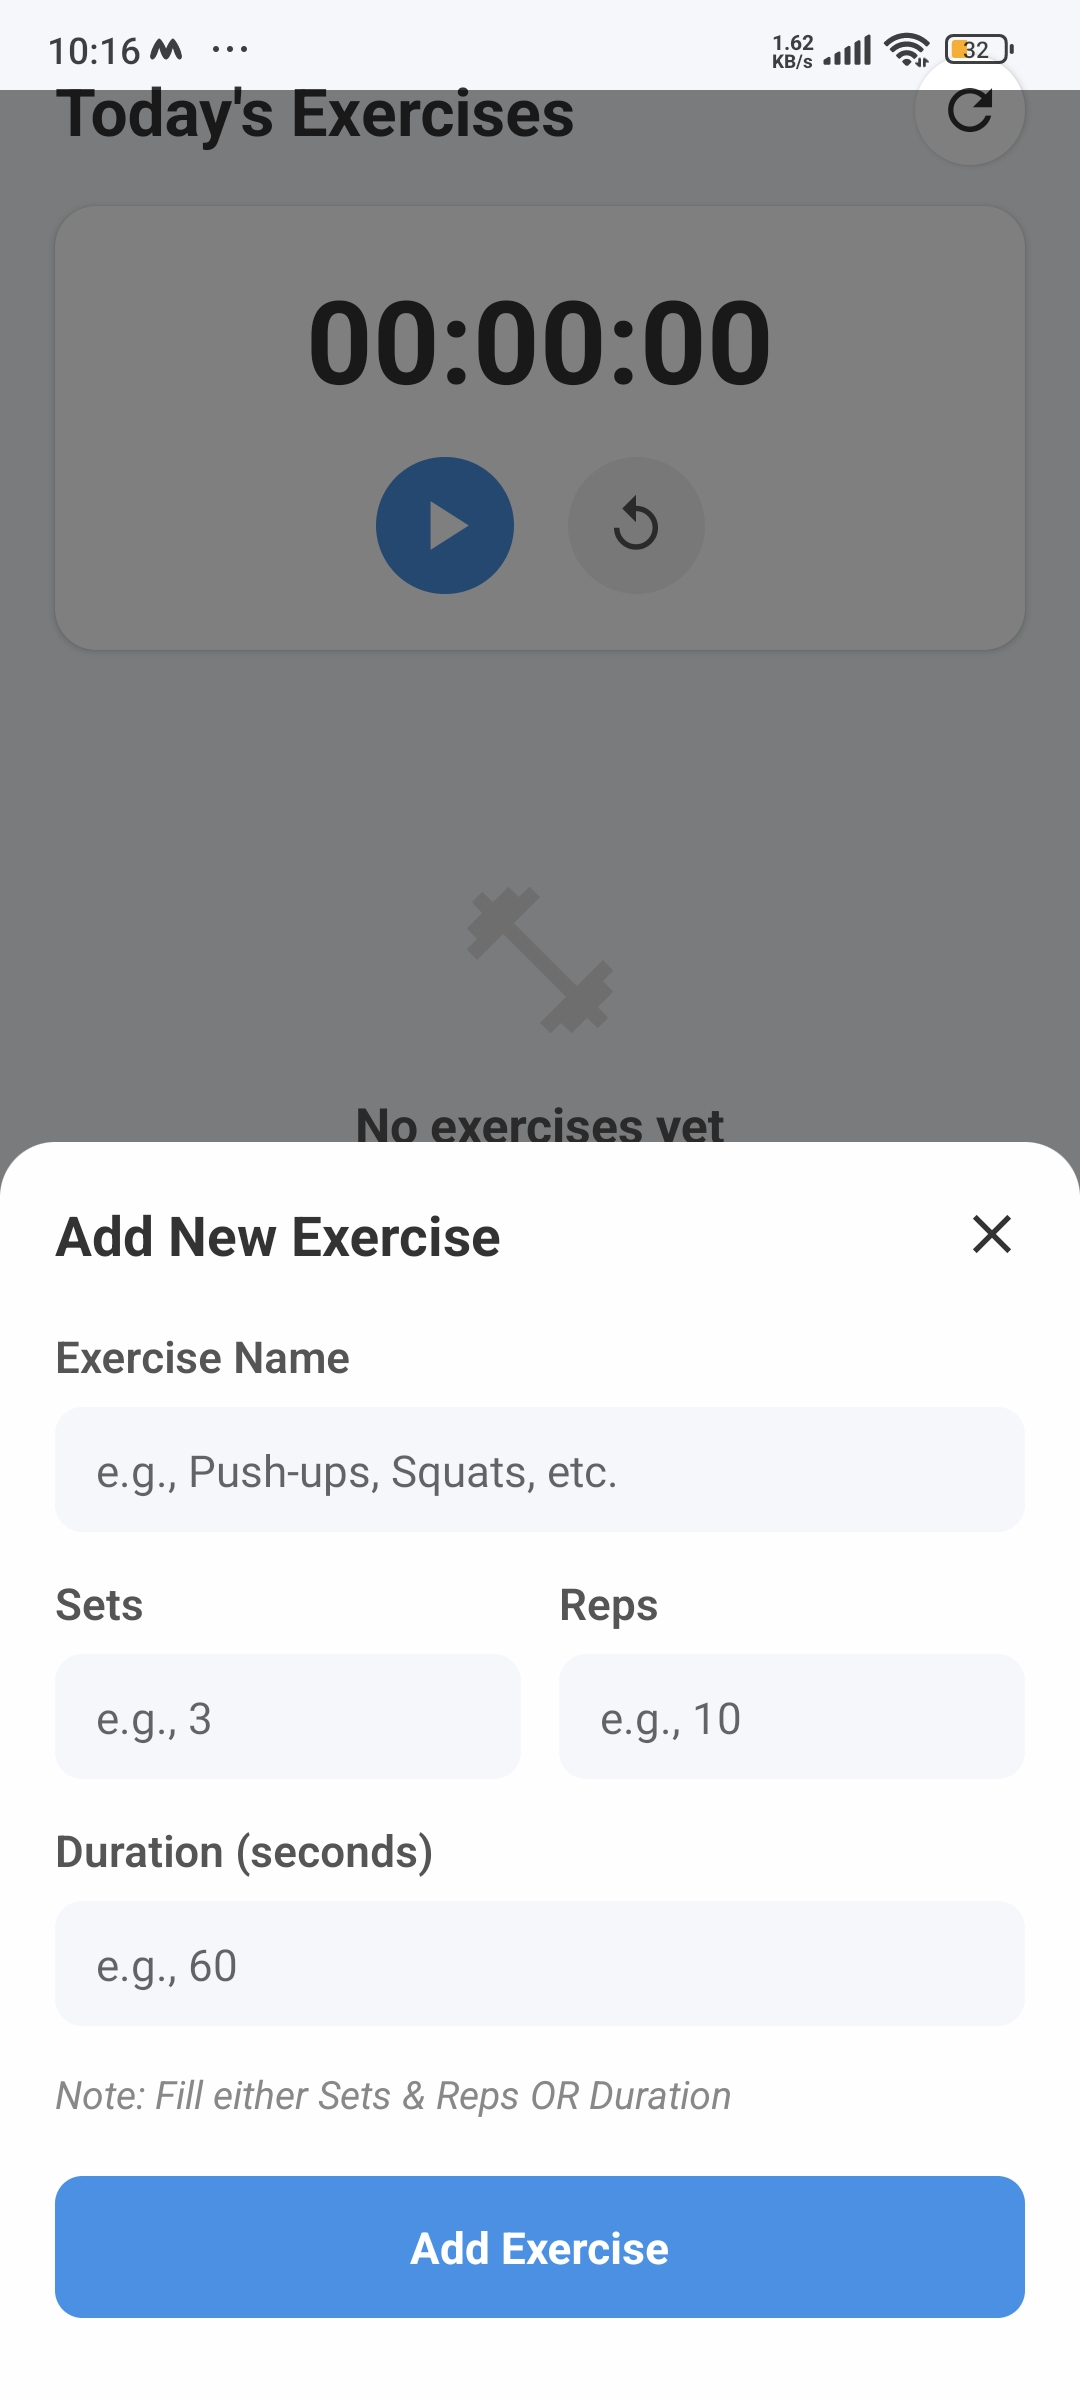 10:16
1.62
KB/s
32
Today's Exercises
00:00:00
No exercises yet
Add New Exercise
Exercise Name
e.g., Push-ups, Squats, etc.
Sets Reps
e.g., 3 e.g., 10
Duration (seconds)
e.g., 60
Note: Fill either Sets & Reps OR Duration
Add Exercise